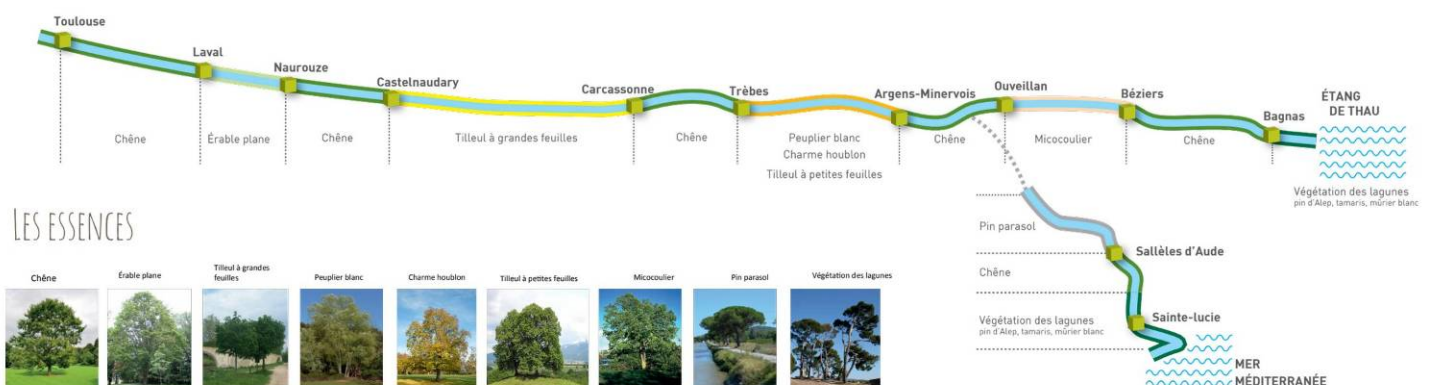 Toulouse
Laval
Naurouze
Castelnaudary
Carcassonne
Trèbes
Argens-Minervois
Ouveillan
Béziers
Bagnas
ÉTANG
DE THAU
Chêne
Érable plane
Chêne
Tilleul à grandes feuilles
Chêne
Peuplier blanc
Charme houblon
Tilleul à petites feuilles
Chêne
Micocoulier
Chêne
Végétation des lagunes
pin d'Alep, tamaris, mûrier blanc
Pin parasol
Sallèles d'Aude
Chêne
Sainte-lucie
Végétation des lagunes
pin d'Alep, tamaris, mûrier blanc
MER
MÉDITERRANÉE
LES ESSENCES
Chêne
Érable plane
Tilleul à grandes
feuilles
Peuplier blanc
Charme houblon
Tilleul à petites feuilles
Micocoulier
Pin parasol
Végétation des lagunes